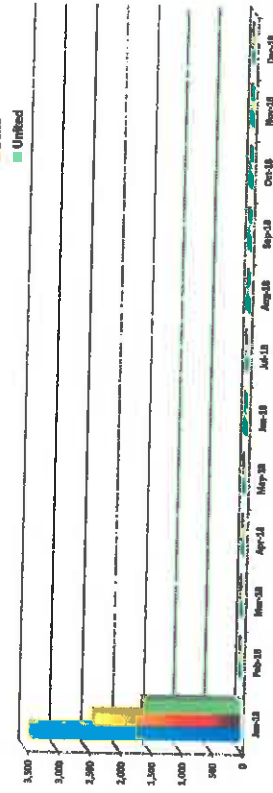 United
3,500
3,000
2,500
2,000
1,500
1,000
500
0
Jan-18
Feb-18
Mar-18
Apr-18
May-18
Jun-18
Jul-18
Aug-18
Sep-18
Oct-18
Nov-18
Dec-18